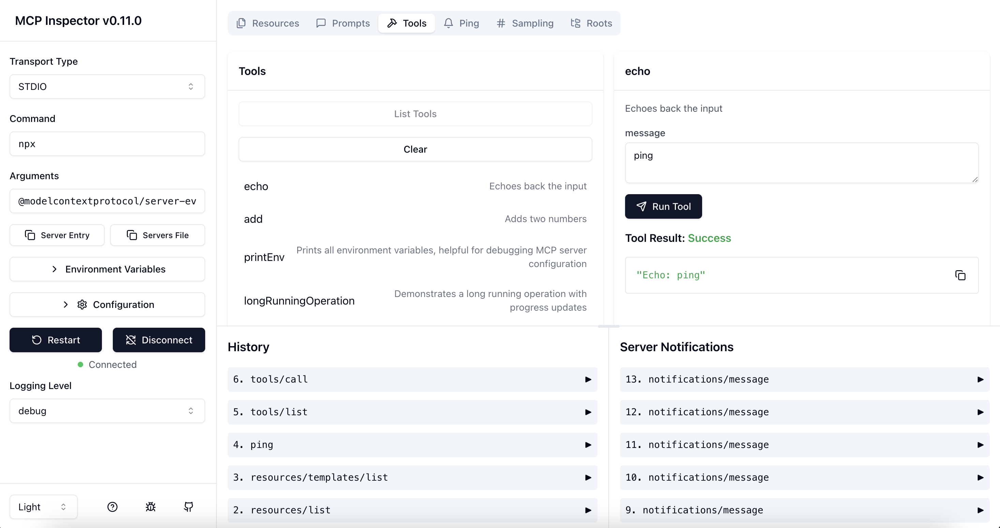 MCP Inspector v0.11.0
Transport Type
STDIO
Command
npx
Arguments
@modelcontextprotocol/server-ev
Server Entry
Servers File
Environment Variables
Configuration
Restart
Disconnect
Connected
Logging Level
debug
Light
Resources
Prompts
Tools
Ping
Sampling
Roots
Tools
List Tools
Clear
echo
Echoes back the input
add
Adds two numbers
printEnv
Prints all environment variables, helpful for debugging MCP server
configuration
longRunningOperation
Demonstrates a long running operation with
progress updates
echo
Echoes back the input
message
ping
Run Tool
Tool Result: Success
"Echo: ping"
History
6. tools/call
5. tools/list
4. ping
3. resources/templates/list
2. resources/list
Server Notifications
13. notifications/message
12. notifications/message
11. notifications/message
10. notifications/message
9. notifications/message